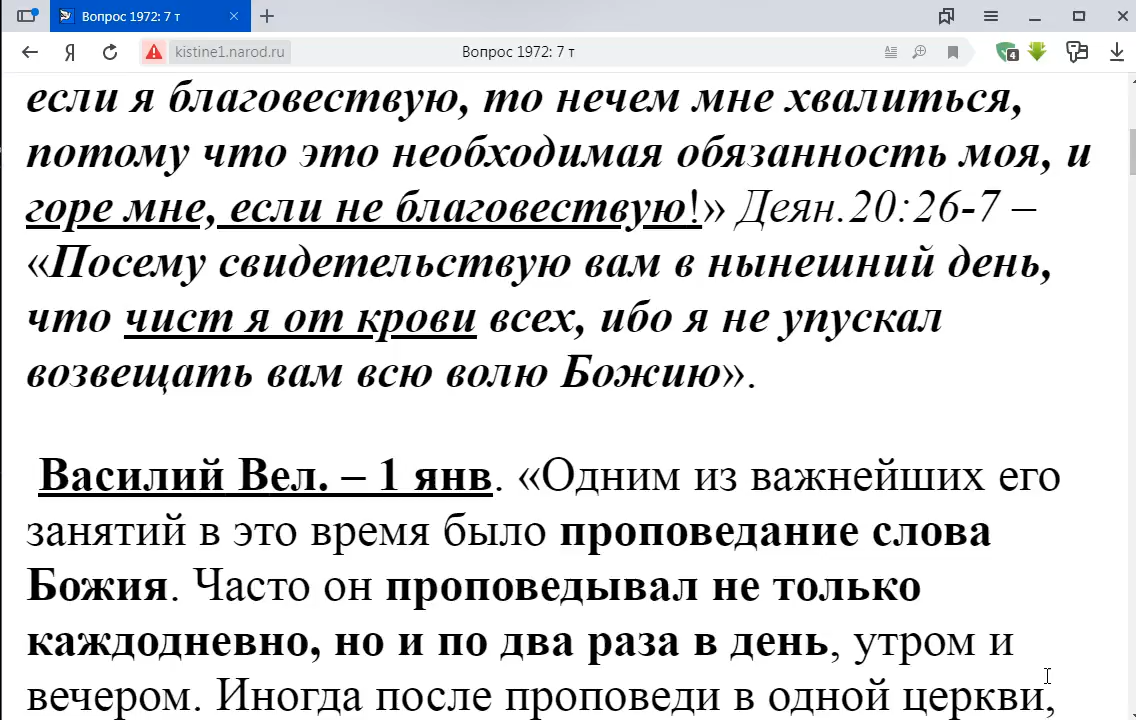 Вопрос 1972: 7 т
Я kistine1.narod.ru Вопрос 1972: 7 т 4
если я благовествую, то нечем мне хвалиться,
потому что это необходимая обязанность моя, и
горе мне, если не благовествую!» Деян.20:26-7 –
«Посему свидетельствую вам в нынешний день,
что чист я от крови всех, ибо я не упускал
возвещать вам всю волю Божию».
Василий Вел. – 1 янв. «Одним из важнейших его
занятий в это время было проповедание слова
Божия. Часто он проповедывал не только
каждодневно, но и по два раза в день, утром и
вечером. Иногда после проповеди в одной церкви,